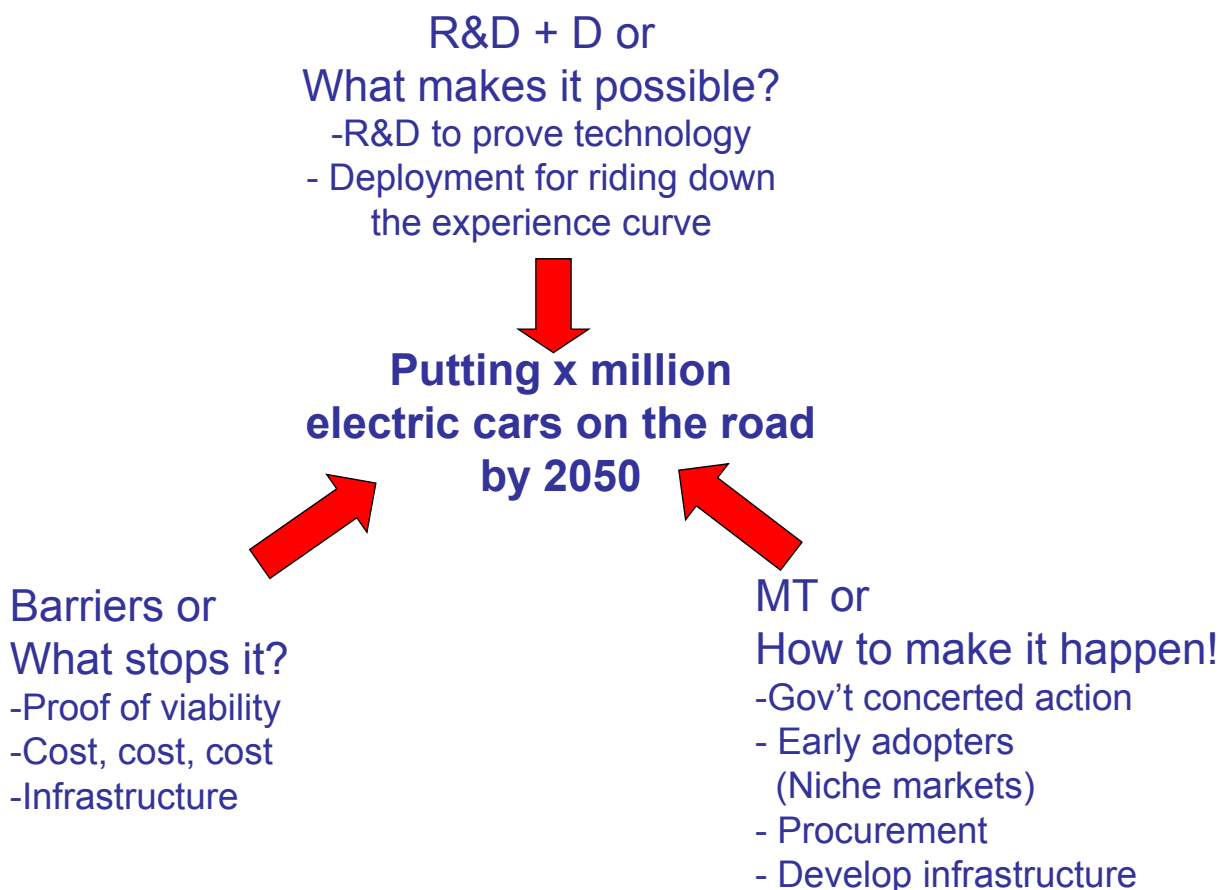 R&D + D or
What makes it possible?
-R&D to prove technology
- Deployment for riding down
the experience curve
Putting x million
electric cars on the road
by 2050
Barriers or
What stops it?
-Proof of viability
-Cost, cost, cost
-Infrastructure
MT or
How to make it happen!
-Gov’t concerted action
- Early adopters
(Niche markets)
- Procurement
- Develop infrastructure